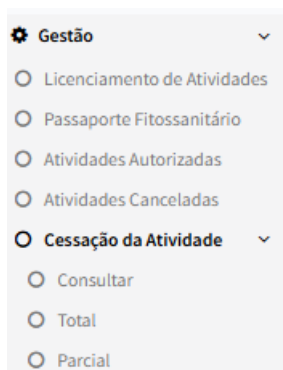 Gestão
Licenciamento de Atividades
Passaporte Fitossanitário
Atividades Autorizadas
Atividades Canceladas
Cessação da Atividade
Consultar
Total
Parcial